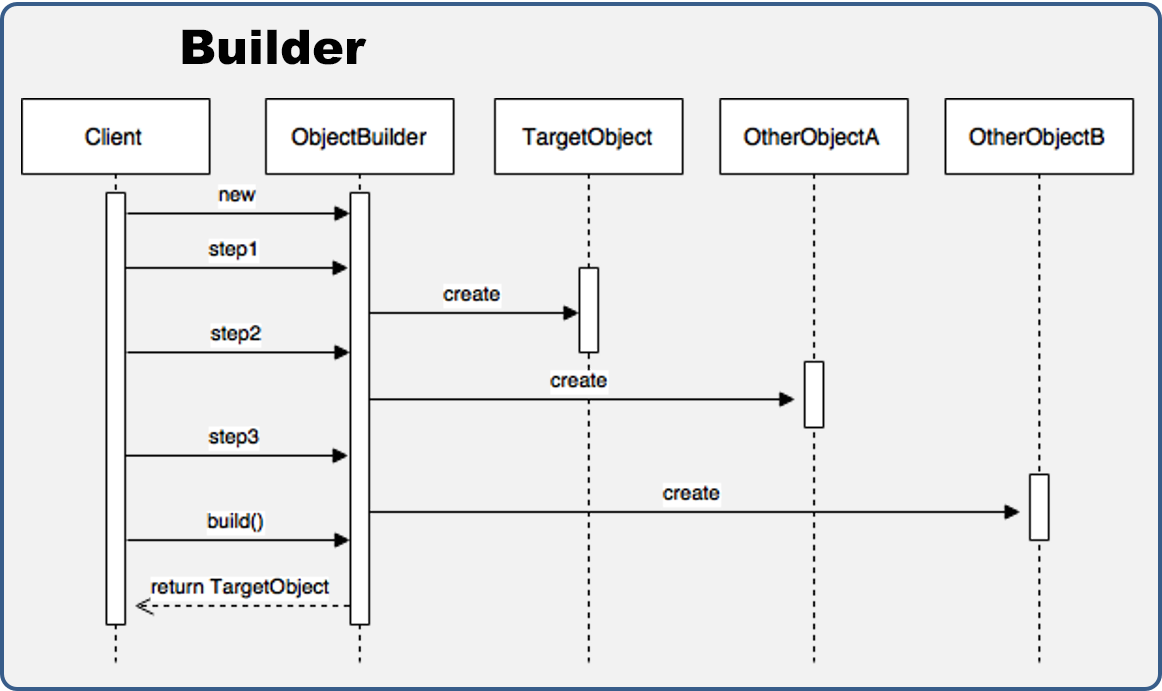 Builder
Client
ObjectBuilder
TargetObject
OtherObjectA
OtherObjectB
new
step1
create
step2
create
step3
create
build()
return TargetObject